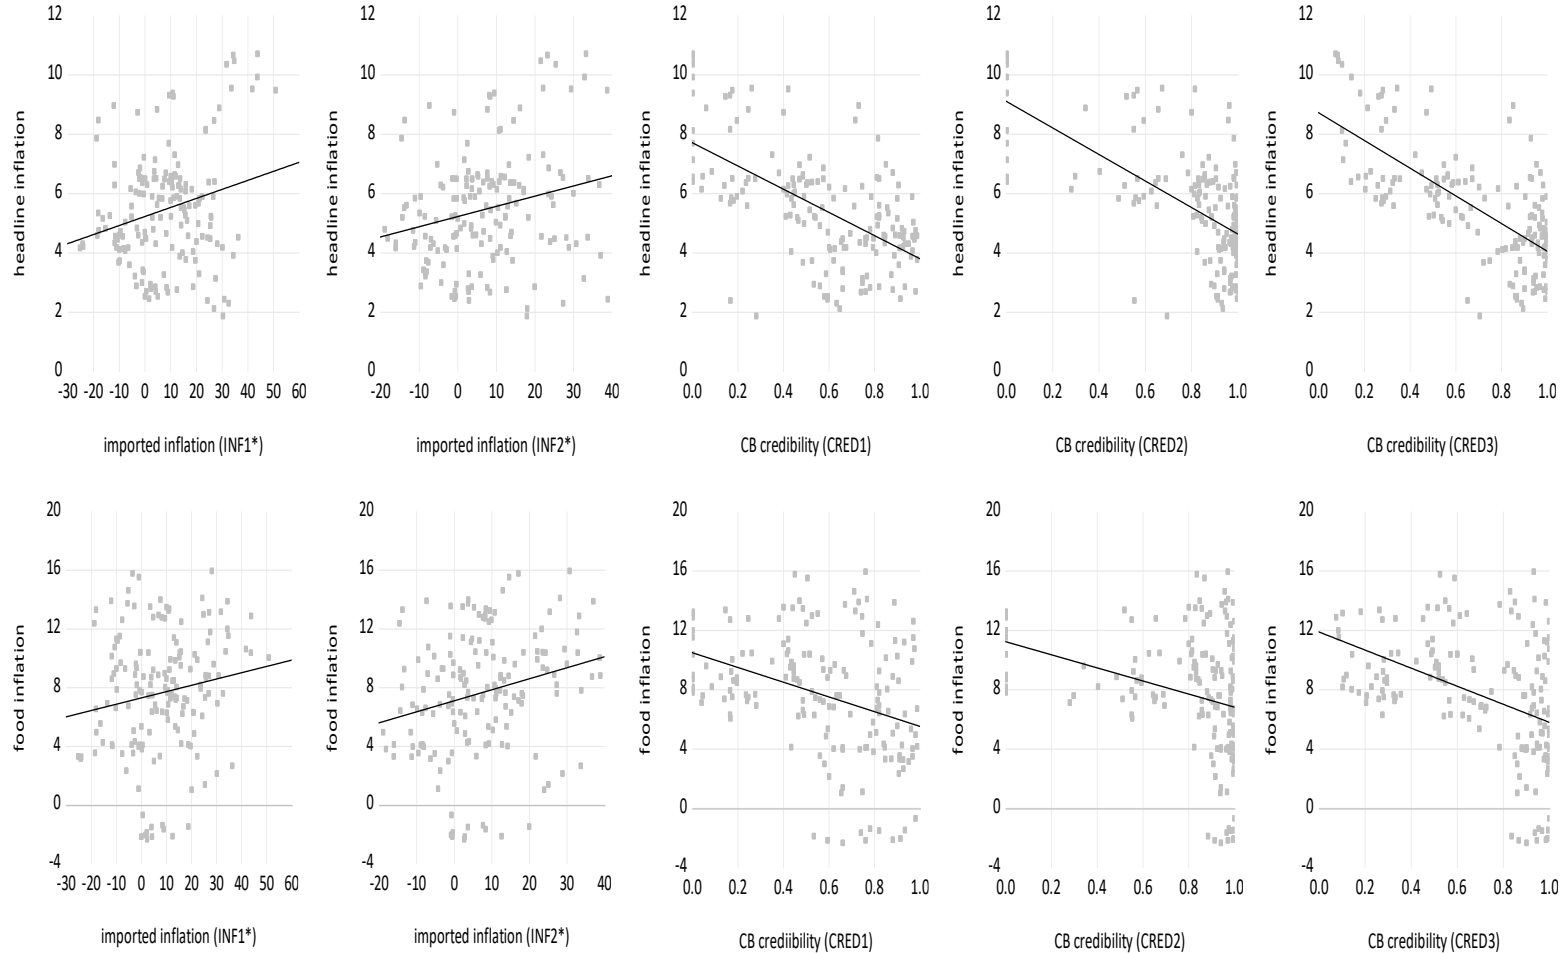 12 12 12 12 12
10 10 10 10 10
8 8 8 8 8
6 6 6 6 6
4 4 4 4 4
2 2 2 2 2
0 0 0 0 0
headline inflation headline inflation headline inflation headline inflation headline inflation
-30 -20 -10 0 10 20 30 40 50 60 -20 -10 0 10 20 30 40 0.0 0.2 0.4 0.6 0.8 1.0 0.0 0.2 0.4 0.6 0.8 1.0 0.0 0.2 0.4 0.6 0.8 1.0
imported inflation (INF1*) imported inflation (INF2*) CB credibility (CRED1) CB credibility (CRED2) CB credibility (CRED3)
20 20 20 20 20
16 16 16 16 16
12 12 12 12 12
8 8 8 8 8
4 4 4 4 4
0 0 0 0 0
-4 -4 -4 -4 -4
food inflation food inflation food inflation food inflation food inflation
-30 -20 -10 0 10 20 30 40 50 60 -20 -10 0 10 20 30 40 0.0 0.2 0.4 0.6 0.8 1.0 0.0 0.2 0.4 0.6 0.8 1.0 0.0 0.2 0.4 0.6 0.8 1.0
imported inflation (INF1*) imported inflation (INF2*) CB crediibility (CRED1) CB credibility (CRED2) CB credibility (CRED3)